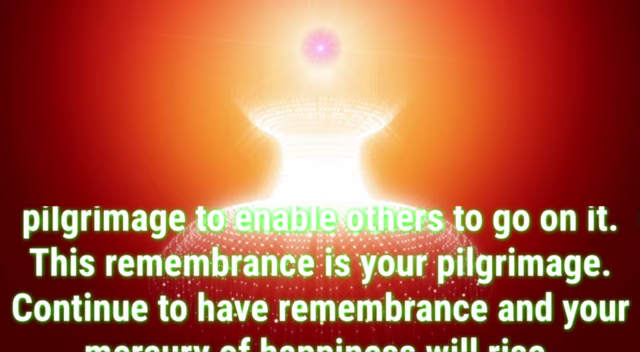 pilgrimage to enable others to go on it.
This remembrance is your pilgrimage.
Continue to have remembrance and your
mercury of happiness will rise